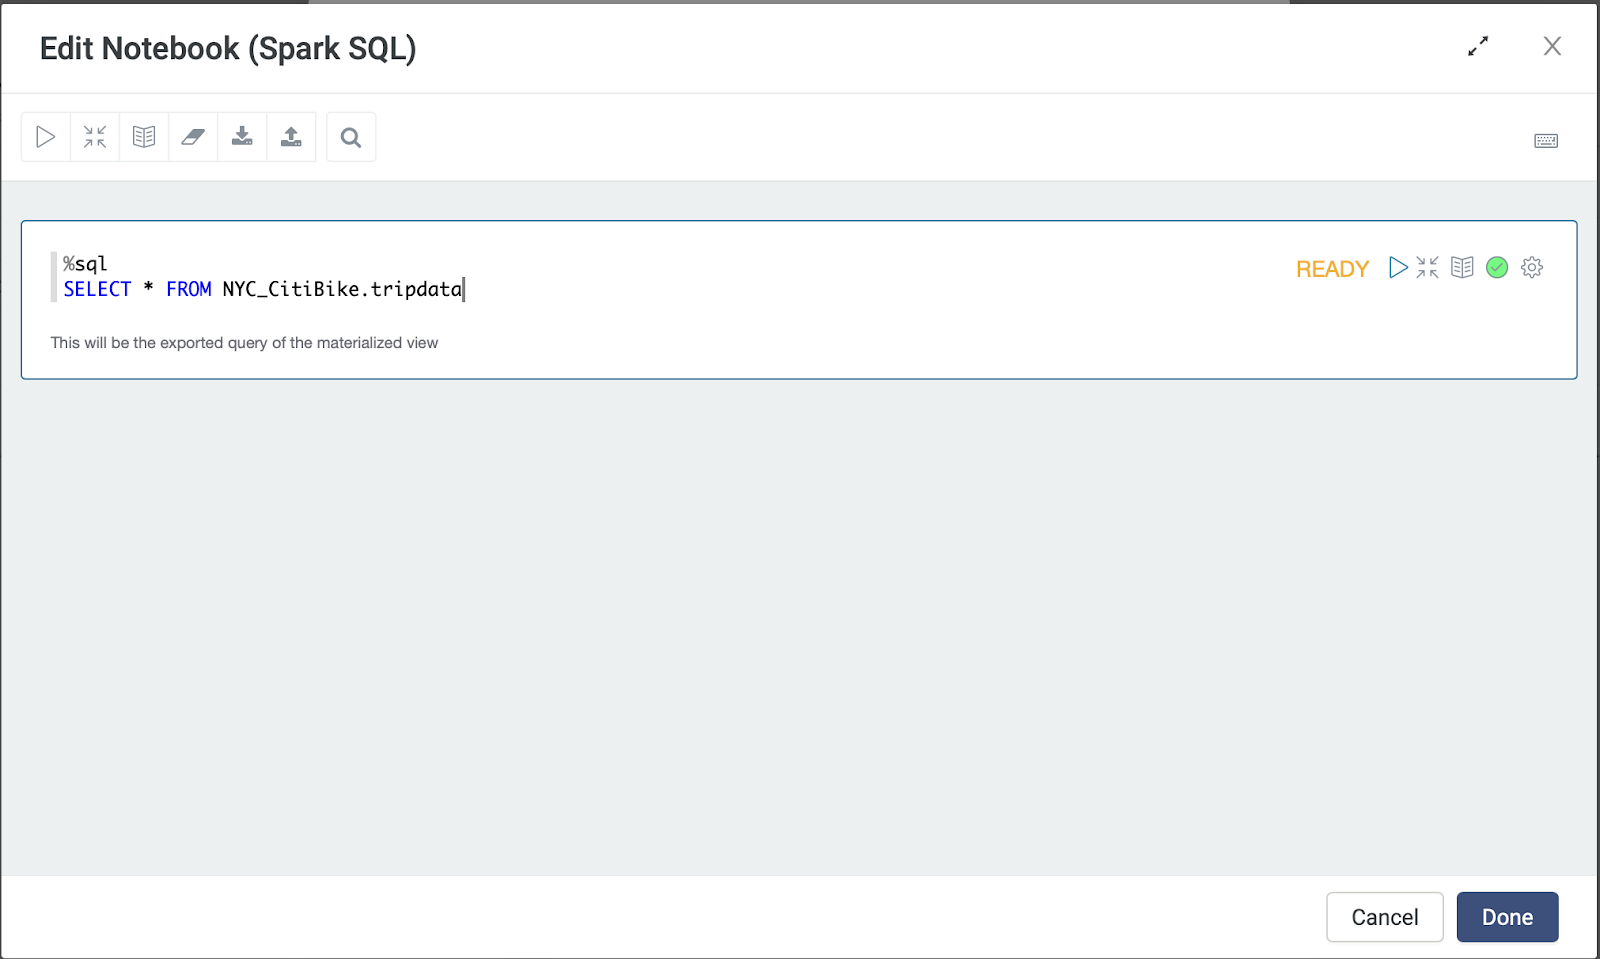 Edit Notebook (Spark SQL)
%sql
SELECT * FROM NYC_CitiBike.tripdata
READY
This will be the exported query of the materialized view
Cancel
Done